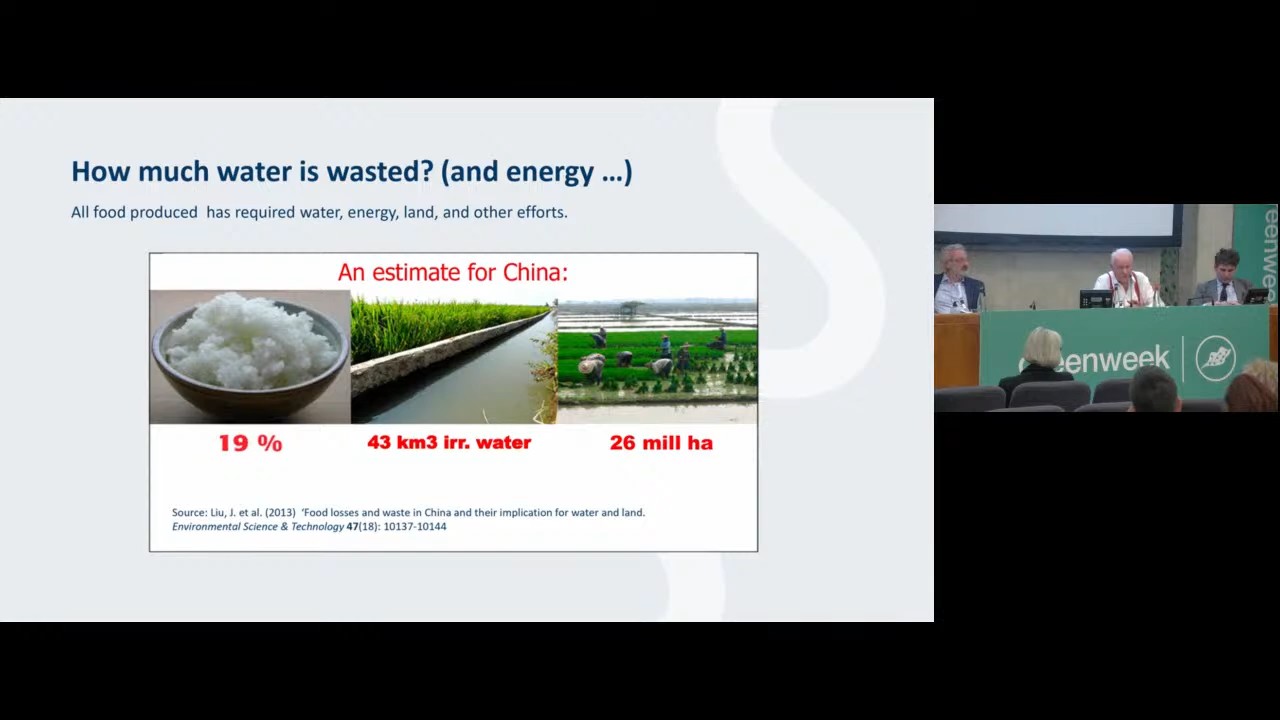 How much water is wasted? (and energy ...)
All food produced has required water, energy, land, and other efforts.
An estimate for China:
19 %
43 km3 irr. water
26 mill ha
Source: Liu, J. et al. (2013) 'Food losses and waste in China and their implication for water and land.
Environmental Science & Technology 47(18): 10137-10144
eenwee
eenweek